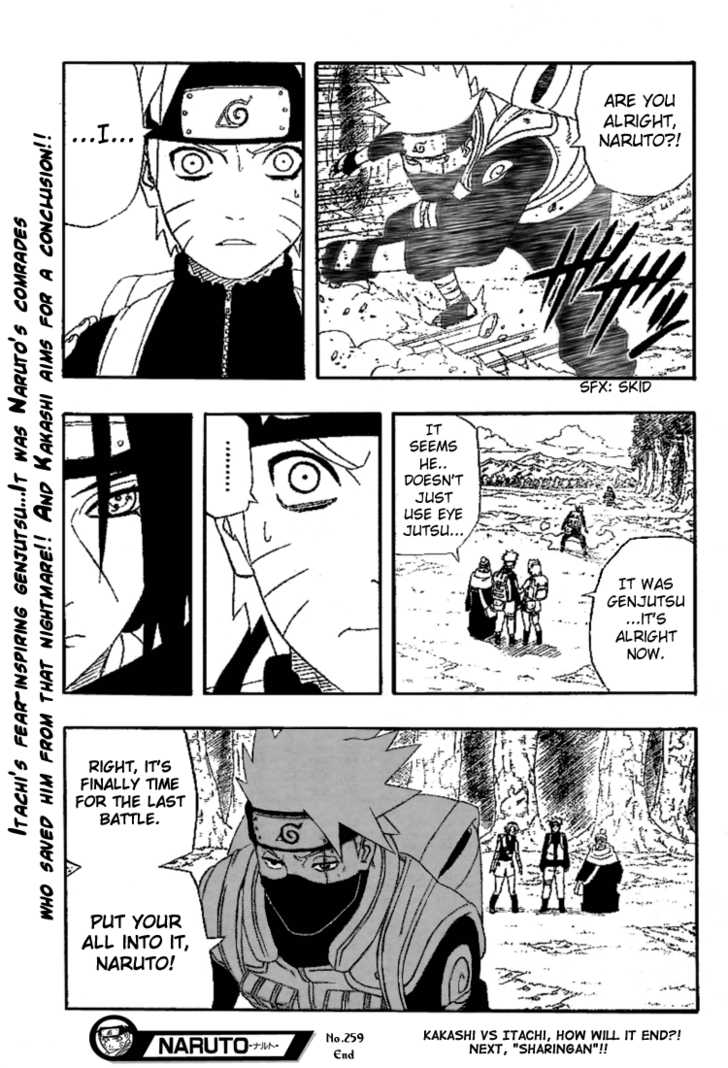 ARE YOU
ALRIGHT,
NARUTO?!
SFX: SKID
...I...
IT
SEEMS
HE..
DOESN'T
JUST
USE EYE
JUTSU...
IT WAS
GENJUTSU
...IT'S
ALRIGHT
NOW.
.........
RIGHT, IT'S
FINALLY TIME
FOR THE LAST
BATTLE.
PUT YOUR
ALL INTO IT,
NARUTO!
ITACHI'S FEAR-INSPIRING GENJUTSU...IT WAS NARUTO'S COMRADES
WHO SAVED HIM FROM THAT NIGHTMARE!! AND KAKASHI AIMS FOR A CONCLUSION!!
NARUTO-ナルト-
No.259
End
KAKASHI VS ITACHI, HOW WILL IT END?!
NEXT, "SHARINGAN"!!